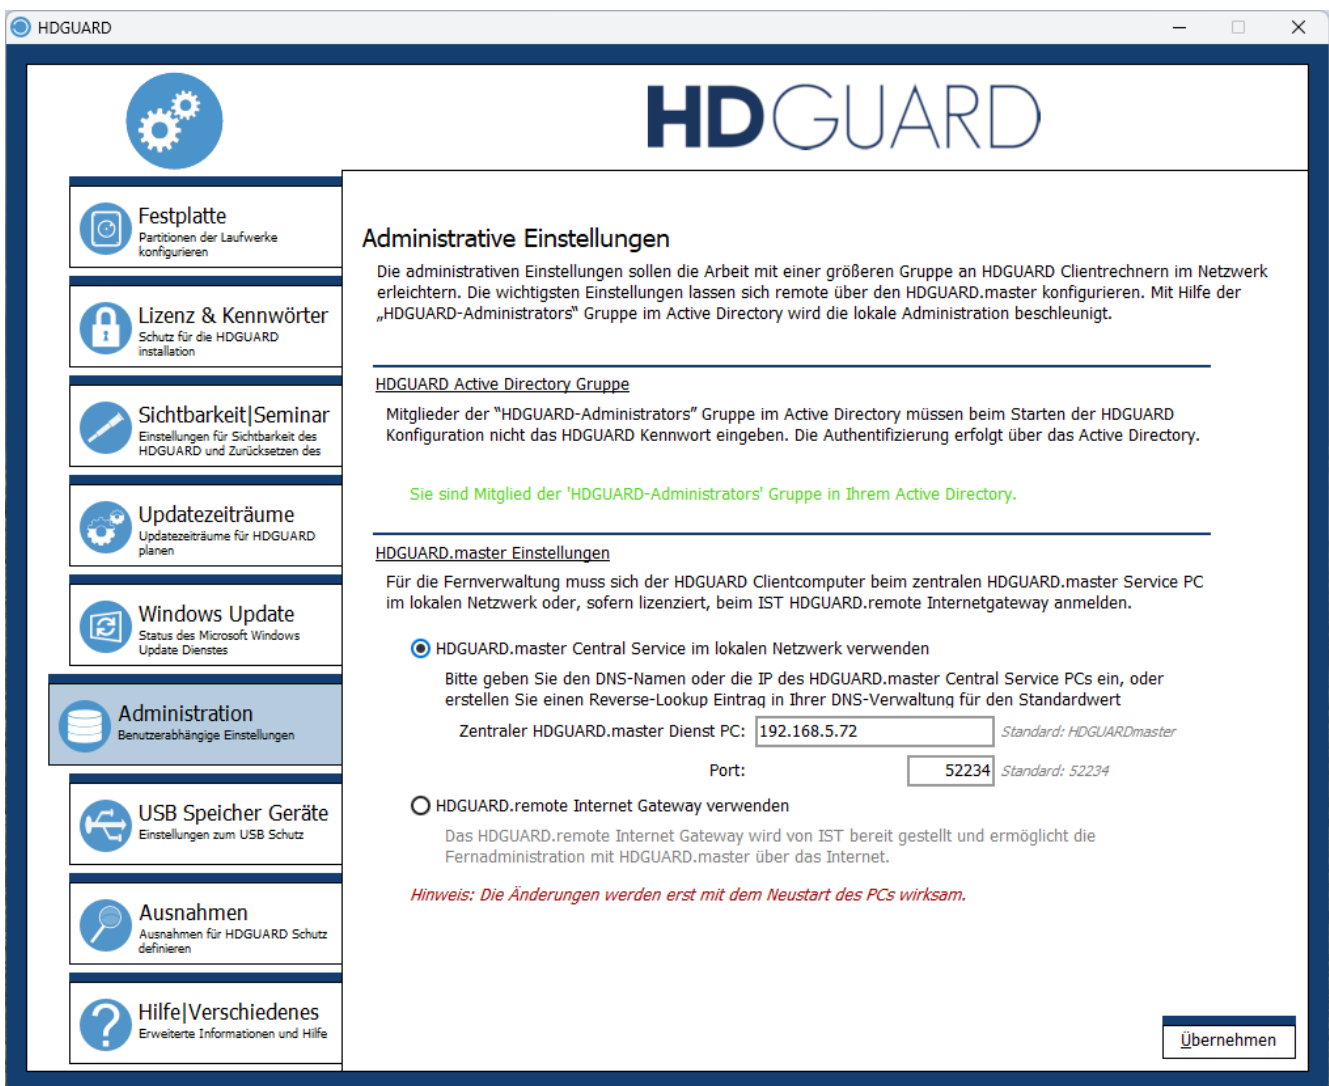 HDGUARD
HDGUARD
Festplatte
Partitionen der Laufwerke
konfigurieren
Lizenz & Kennwörter
Schutz für die HDGUARD
installation
Sichtbarkeit|Seminar
Einstellungen für Sichtbarkeit des
HDGUARD und Zurücksetzen des
Updatezeiträume
Updatezeiträume für HDGUARD
planen
Windows Update
Status des Microsoft Windows
Update Dienstes
Administration
Benutzerabhängige Einstellungen
USB Speicher Geräte
Einstellungen zum USB Schutz
Ausnahmen
Ausnahmen für HDGUARD Schutz
definieren
Hilfe|Verschiedenes
Erweiterte Informationen und Hilfe
Administrative Einstellungen
Die administrativen Einstellungen sollen die Arbeit mit einer größeren Gruppe an HDGUARD Clientrechnern im Netzwerk
erleichtern. Die wichtigsten Einstellungen lassen sich remote über den HDGUARD.master konfigurieren. Mit Hilfe der
„HDGUARD-Administrators“ Gruppe im Active Directory wird die lokale Administration beschleunigt.
HDGUARD Active Directory Gruppe
Mitglieder der “HDGUARD-Administrators” Gruppe im Active Directory müssen beim Starten der HDGUARD
Konfiguration nicht das HDGUARD Kennwort eingeben. Die Authentifizierung erfolgt über das Active Directory.
Sie sind Mitglied der 'HDGUARD-Administrators' Gruppe in Ihrem Active Directory.
HDGUARD.master Einstellungen
Für die Fernverwaltung muss sich der HDGUARD Clientcomputer beim zentralen HDGUARD.master Service PC
im lokalen Netzwerk oder, sofern lizenziert, beim IST HDGUARD.remote Internetgateway anmelden.
HDGUARD.master Central Service im lokalen Netzwerk verwenden
Bitte geben Sie den DNS-Namen oder die IP des HDGUARD.master Central Service PCs ein, oder
erstellen Sie einen Reverse-Lookup Eintrag in Ihrer DNS-Verwaltung für den Standardwert
Zentraler HDGUARD.master Dienst PC: 192.168.5.72 Standard: HDGUARDmaster
Port: 52234 Standard: 52234
HDGUARD.remote Internet Gateway verwenden
Das HDGUARD.remote Internet Gateway wird von IST bereit gestellt und ermöglicht die
Fernadministration mit HDGUARD.master über das Internet.
Hinweis: Die Änderungen werden erst mit dem Neustart des PCs wirksam.
Übernehmen